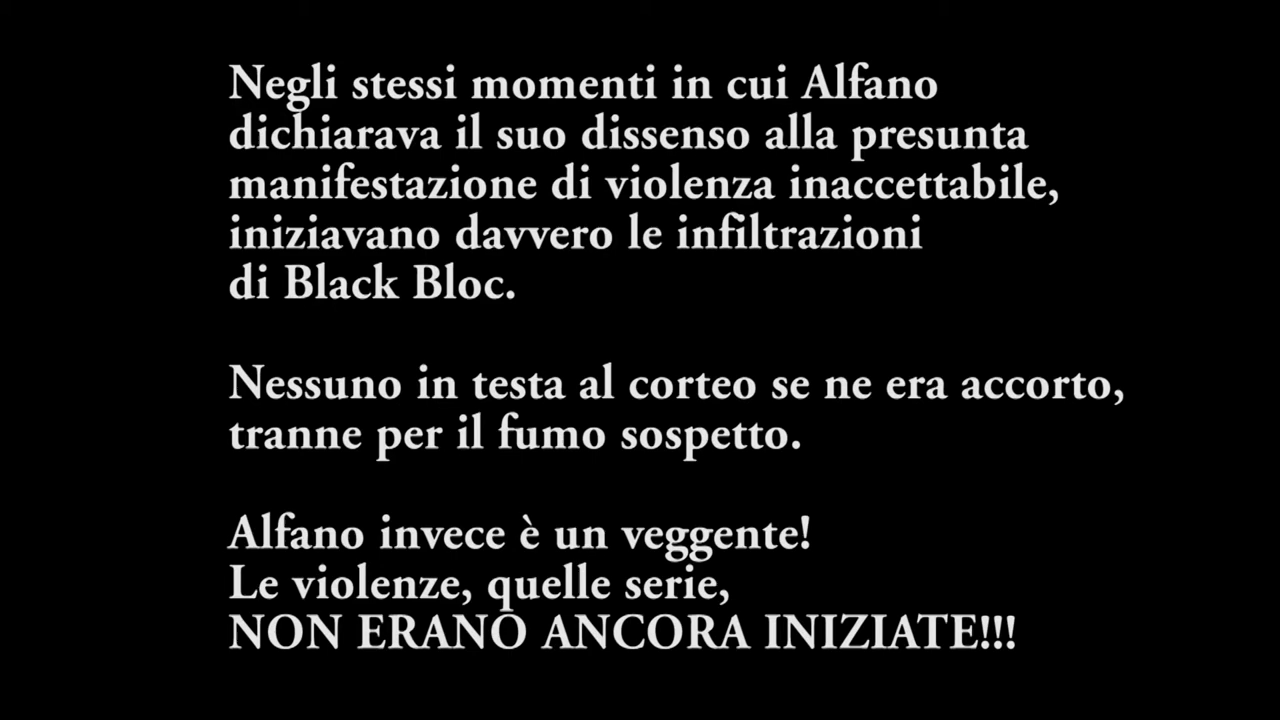 Negli stessi momenti in cui Alfano
dichiarava il suo dissenso alla presunta
manifestazione di violenza inaccettabile,
iniziavano davvero le infiltrazioni
di Black Bloc.
Nessuno in testa al corteo se ne era accorto,
tranne per il fumo sospetto.
Alfano invece è un veggente!
Le violenze, quelle serie,
NON ERANO ANCORA INIZIATE!!!